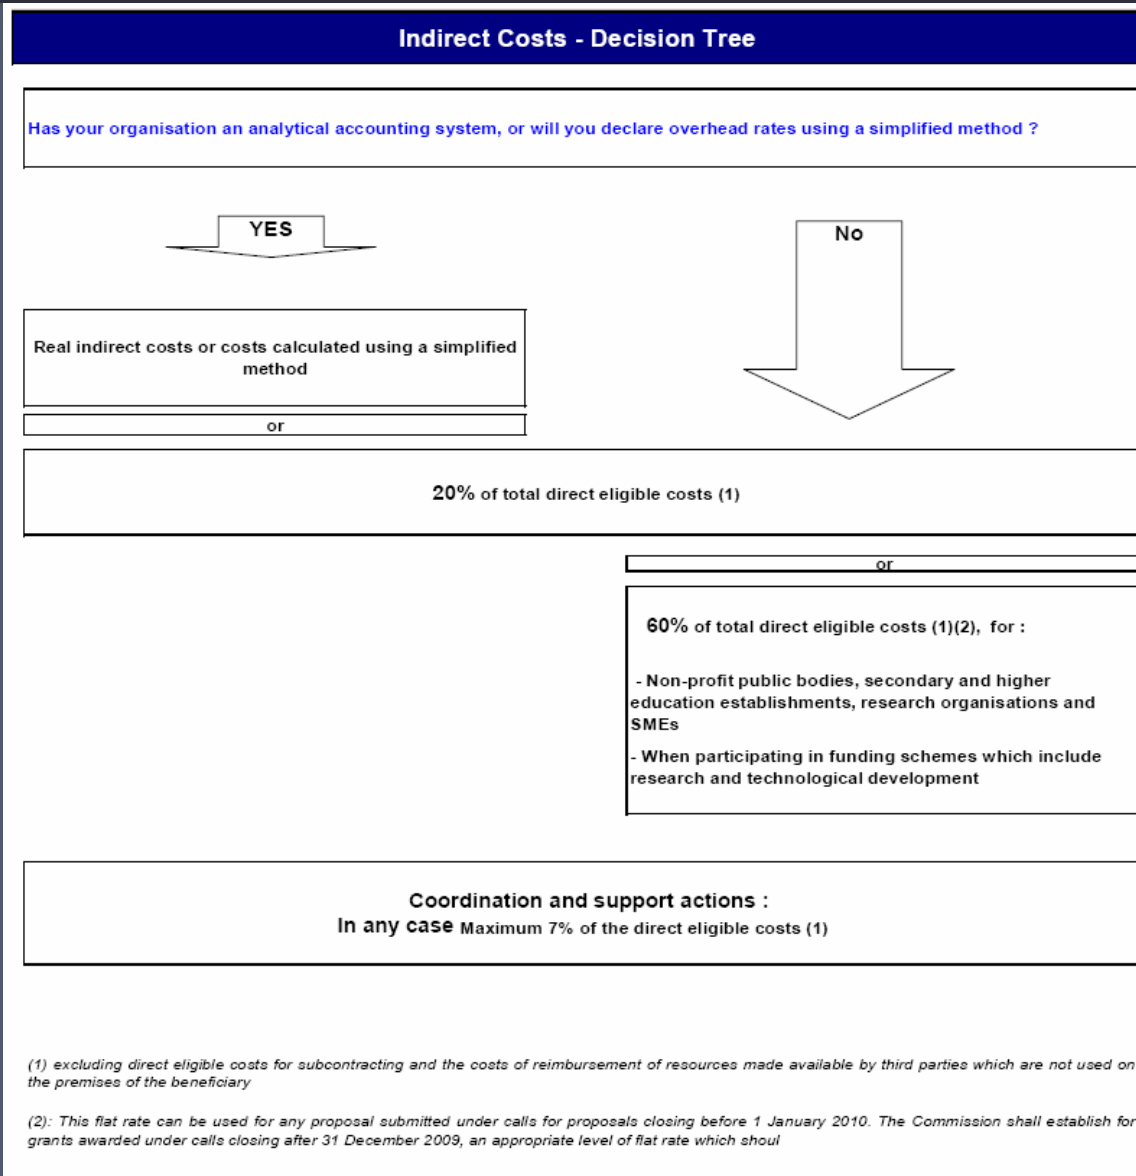 Indirect Costs - Decision Tree
Has your organisation an analytical accounting system, or will you declare overhead rates using a simplified method ?
YES
No
Real indirect costs or costs calculated using a simplified
method
or
20% of total direct eligible costs (1)
or
60% of total direct eligible costs (1)(2), for :
- Non-profit public bodies, secondary and higher
education establishments, research organisations and
SMEs
- When participating in funding schemes which include
research and technological development
Coordination and support actions :
In any case Maximum 7% of the direct eligible costs (1)
(1) excluding direct eligible costs for subcontracting and the costs of reimbursement of resources made available by third parties which are not used on
the premises of the beneficiary
(2): This flat rate can be used for any proposal submitted under calls for proposals closing before 1 January 2010. The Commission shall establish for
grants awarded under calls closing after 31 December 2009, an appropriate level of flat rate which shoul